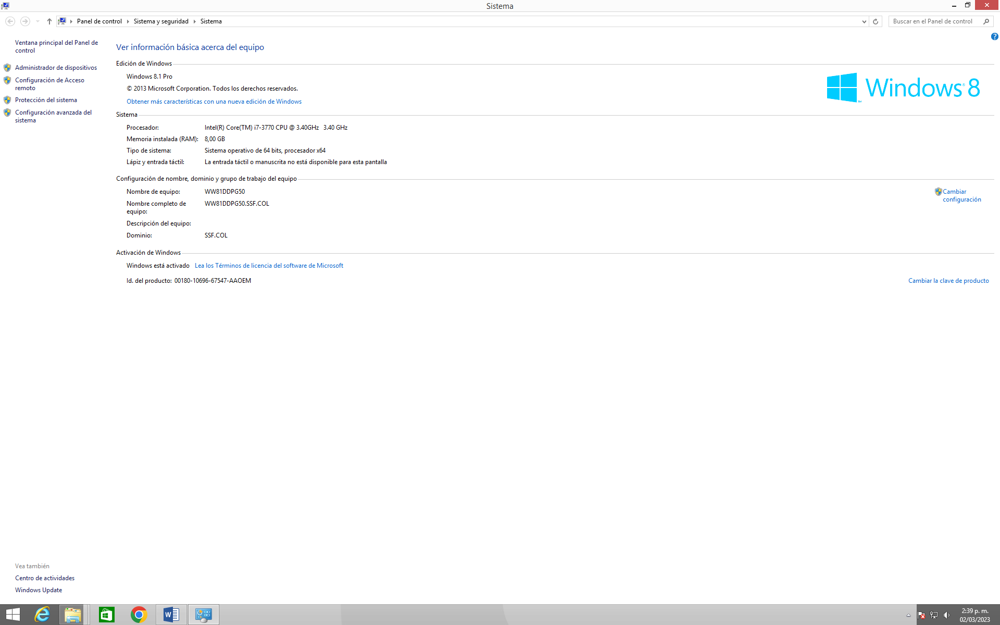 Sistema
Panel de control
Sistema y seguridad
Sistema
Buscar en el Panel de control
Ventana principal del Panel de
control
Administrador de dispositivos
Configuración de Acceso
remoto
Protección del sistema
Configuración avanzada del
sistema
Ver información básica acerca del equipo
Edición de Windows
Windows 8.1 Pro
© 2013 Microsoft Corporation. Todos los derechos reservados.
Obtener más características con una nueva edición de Windows
Windows® 8
Sistema
Procesador: Intel(R) Core(TM) i7-3770 CPU @ 3.40GHz 3.40 GHz
Memoria instalada (RAM): 8,00 GB
Tipo de sistema: Sistema operativo de 64 bits, procesador x64
Lápiz y entrada táctil: La entrada táctil o manuscrita no está disponible para esta pantalla
Configuración de nombre, dominio y grupo de trabajo del equipo
Nombre de equipo: WW81DDPG50
Cambiar
configuración
Nombre completo de
equipo:
WW81DDPG50.SSF.COL
Descripción del equipo:
Dominio: SSF.COL
Activación de Windows
Windows está activado Lea los Términos de licencia del software de Microsoft
Id. del producto: 00180-10696-67547-AAOEM
Cambiar la clave de producto
Vea también
Centro de actividades
Windows Update
2:39 p. m.
02/03/2023